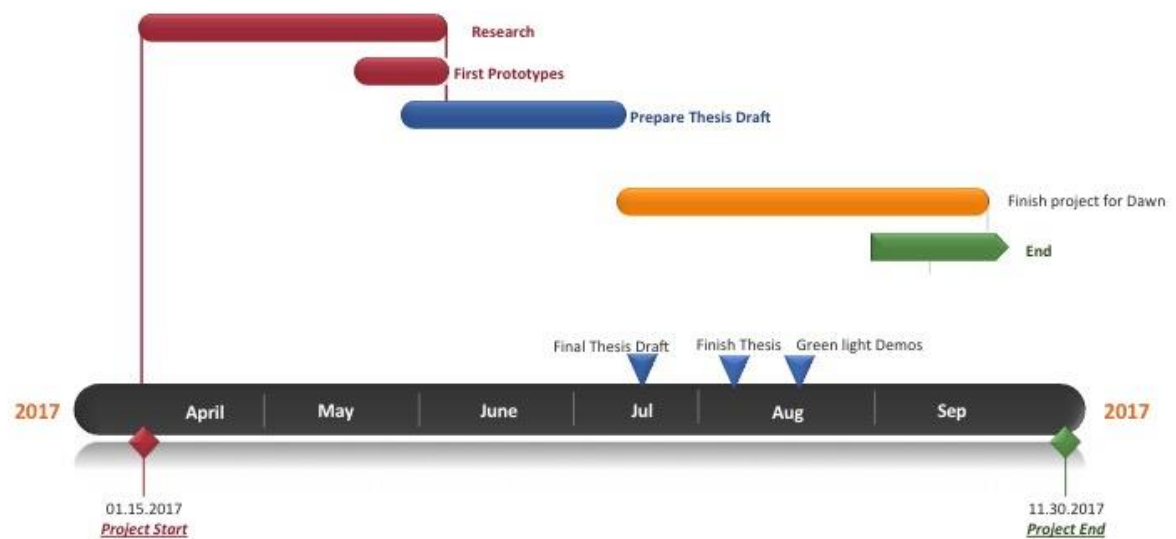 Research
First Prototypes
Prepare Thesis Draft
Finish project for Dawn
End
Final Thesis Draft
Finish Thesis
Green light Demos
2017
April
May
June
Jul
Aug
Sep
2017
01.15.2017
Project Start
11.30.2017
Project End